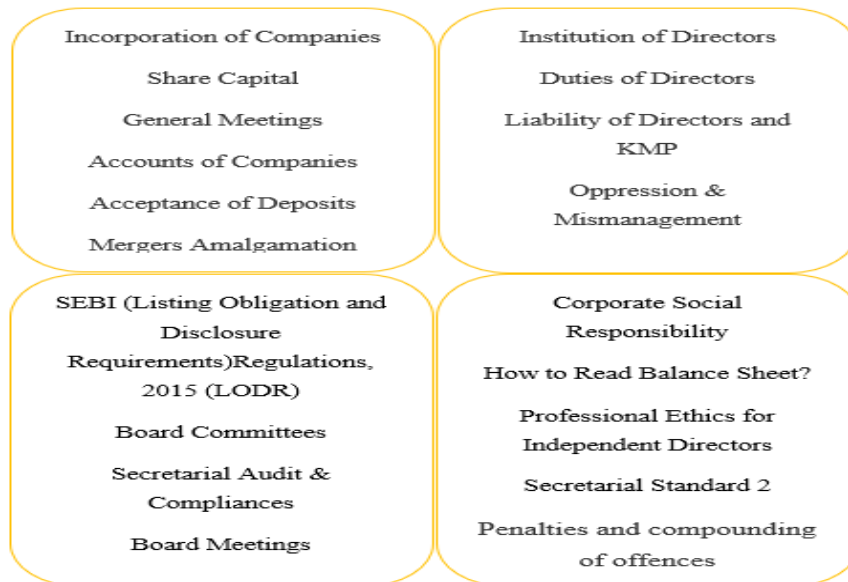 Incorporation of Companies
Share Capital
General Meetings
Accounts of Companies
Acceptance of Deposits
Mergers Amalgamation
Institution of Directors
Duties of Directors
Liability of Directors and
KMP
Oppression &
Mismanagement
SEBI (Listing Obligation and
Disclosure
Requirements)Regulations,
2015 (LODR)
Board Committees
Secretarial Audit &
Compliances
Board Meetings
Corporate Social
Responsibility
How to Read Balance Sheet?
Professional Ethics for
Independent Directors
Secretarial Standard 2
Penalties and compounding
of offences